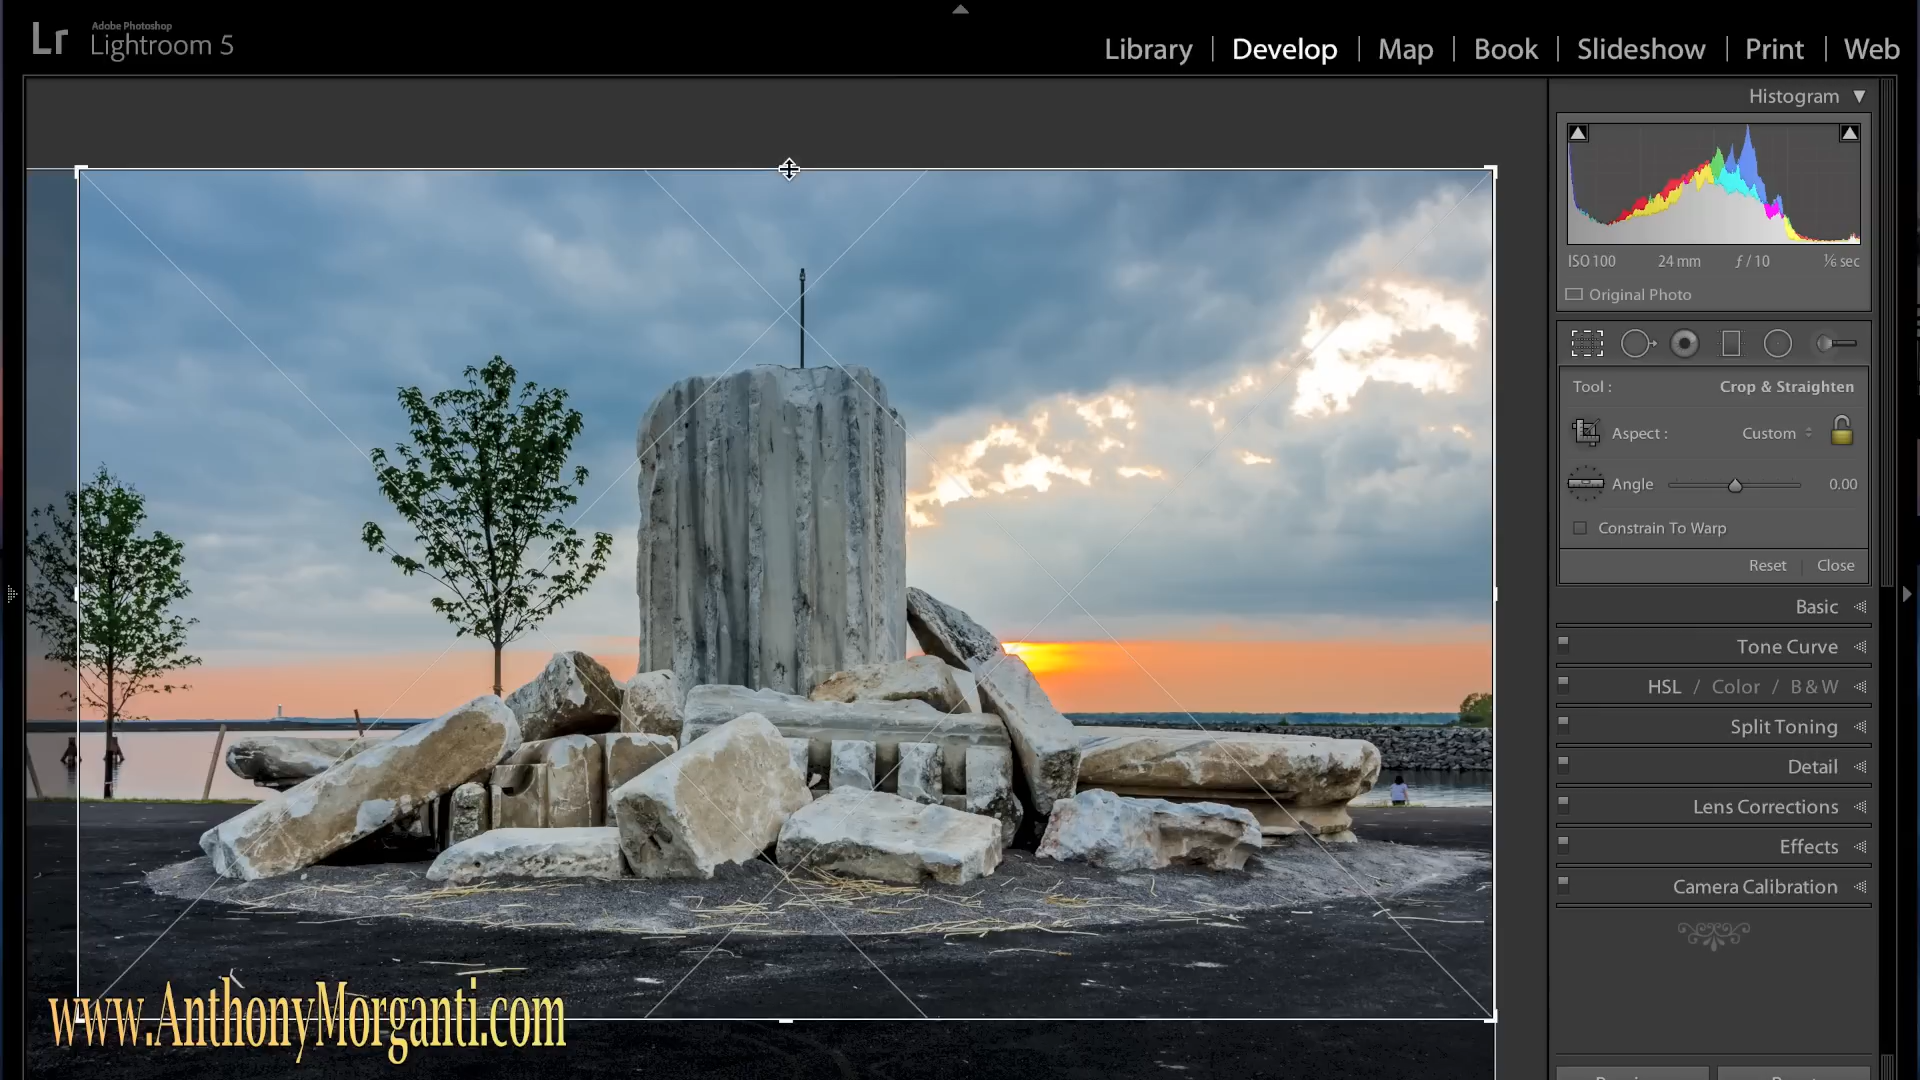 Lr
Adobe Photoshop
Lightroom 5
Library | Develop | Map | Book | Slideshow | Print | Web
Histogram
ISO 100 24 mm ƒ / 10 ⅙ sec
Original Photo
Tool : Crop & Straighten
Aspect : Custom
Angle 0.00
Constrain To Warp
Reset Close
Basic
Tone Curve
HSL / Color / B & W
Split Toning
Detail
Lens Corrections
Effects
Camera Calibration
www.AnthonyMorganti.com